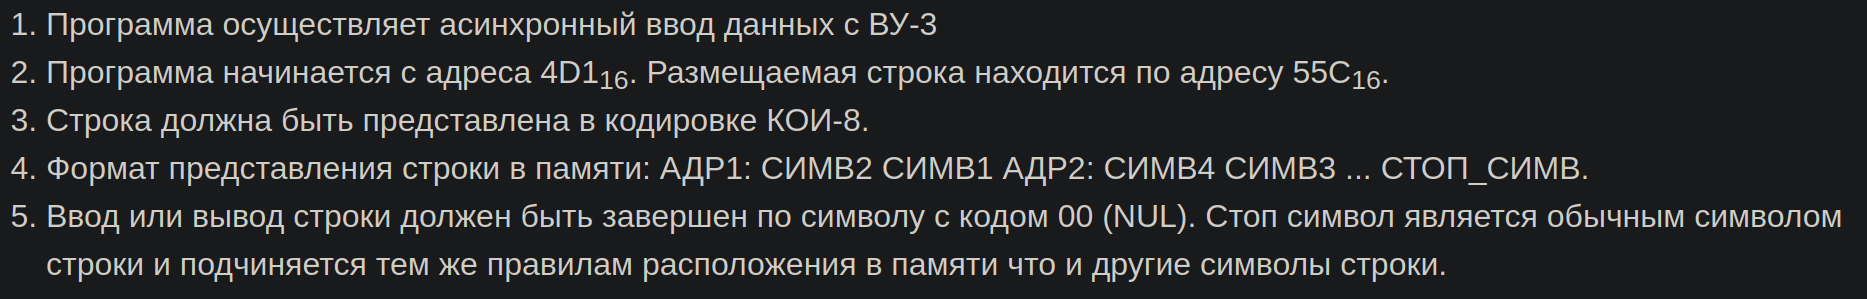 1. Программа осуществляет асинхронный ввод данных с ВУ-3
2. Программа начинается с адреса 4D1₁₆. Размещаемая строка находится по адресу 55C₁₆.
3. Строка должна быть представлена в кодировке КОИ-8.
4. Формат представления строки в памяти: АДР1: СИМВ2 СИМВ1 АДР2: СИМВ4 СИМВ3 ... СТОП_СИМВ.
5. Ввод или вывод строки должен быть завершен по символу с кодом 00 (NUL). Стоп символ является обычным символом
строки и подчиняется тем же правилам расположения в памяти что и другие символы строки.